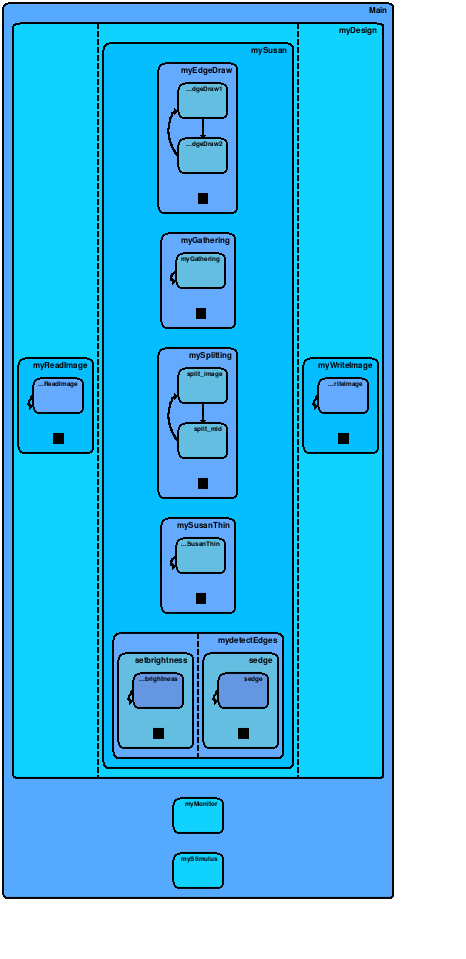 Main
myDesign
mySusan
myEdgeDraw
...dgeDraw1
...dgeDraw2
myGathering
myGathering
mySplitting
split_image
split_mid
myReadImage
...ReadImage
myWriteImage
...riteImage
mySusanThin
...SusanThin
mydetectEdges
setbrightness
...brightness
sedge
sedge
myMonitor
myStimulus